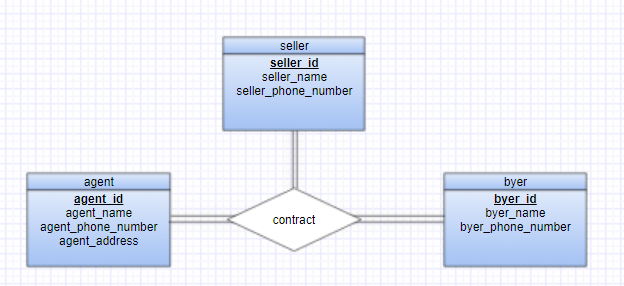 seller
seller_id
seller_name
seller_phone_number
agent
agent_id
agent_name
agent_phone_number
agent_address
contract
byer
byer_id
byer_name
byer_phone_number